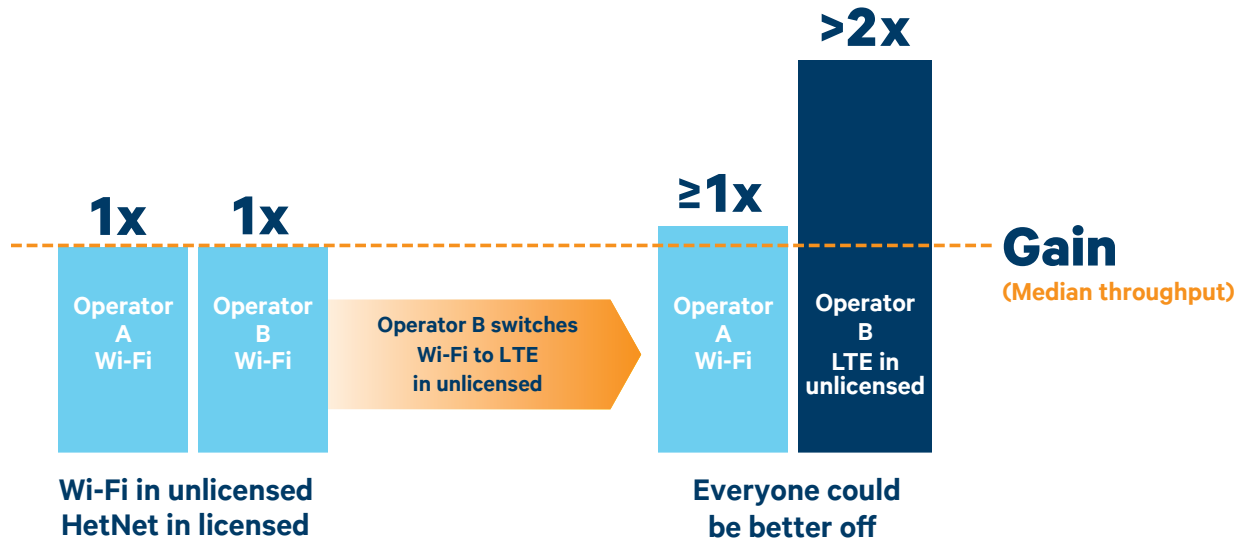 >2x
1x
1x
≥1x
Gain
(Median throughput)
Operator
A
Wi-Fi
Operator
B
Wi-Fi
Operator B switches
Wi-Fi to LTE
in unlicensed
Operator
A
Wi-Fi
Operator
B
LTE in
unlicensed
Wi-Fi in unlicensed
HetNet in licensed
Everyone could
be better off